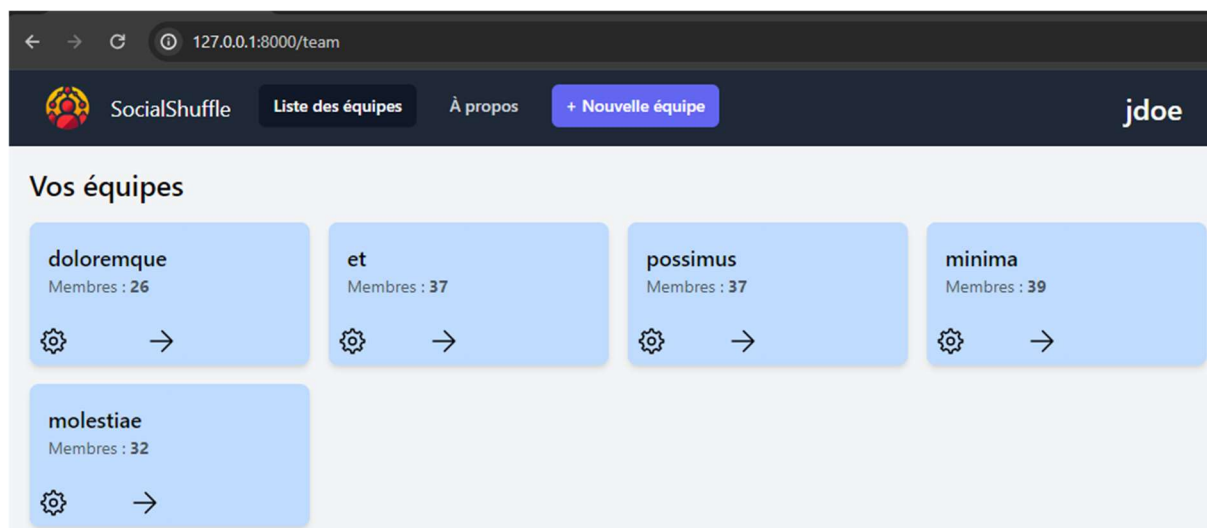 127.0.0.1:8000/team
SocialShuffle Liste des équipes À propos + Nouvelle équipe jdoe
Vos équipes
doloremque et possimus minima
Membres : 26 Membres : 37 Membres : 37 Membres : 39
molestiae
Membres : 32